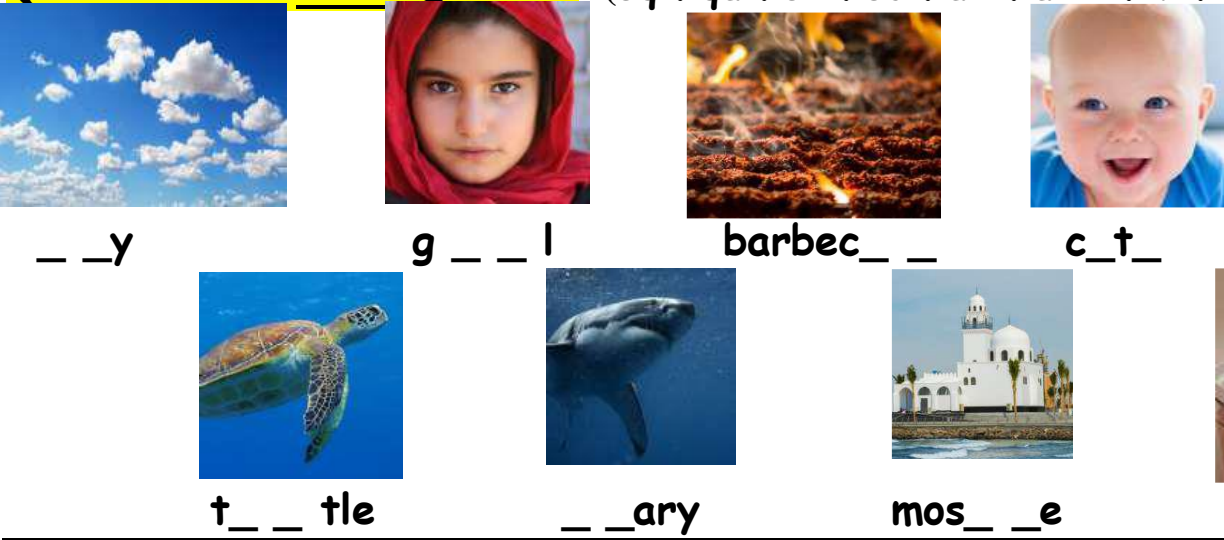 _ _y g _ _ l barbec_ _ c_t_
t_ _ tle _ _ary mos_ _e